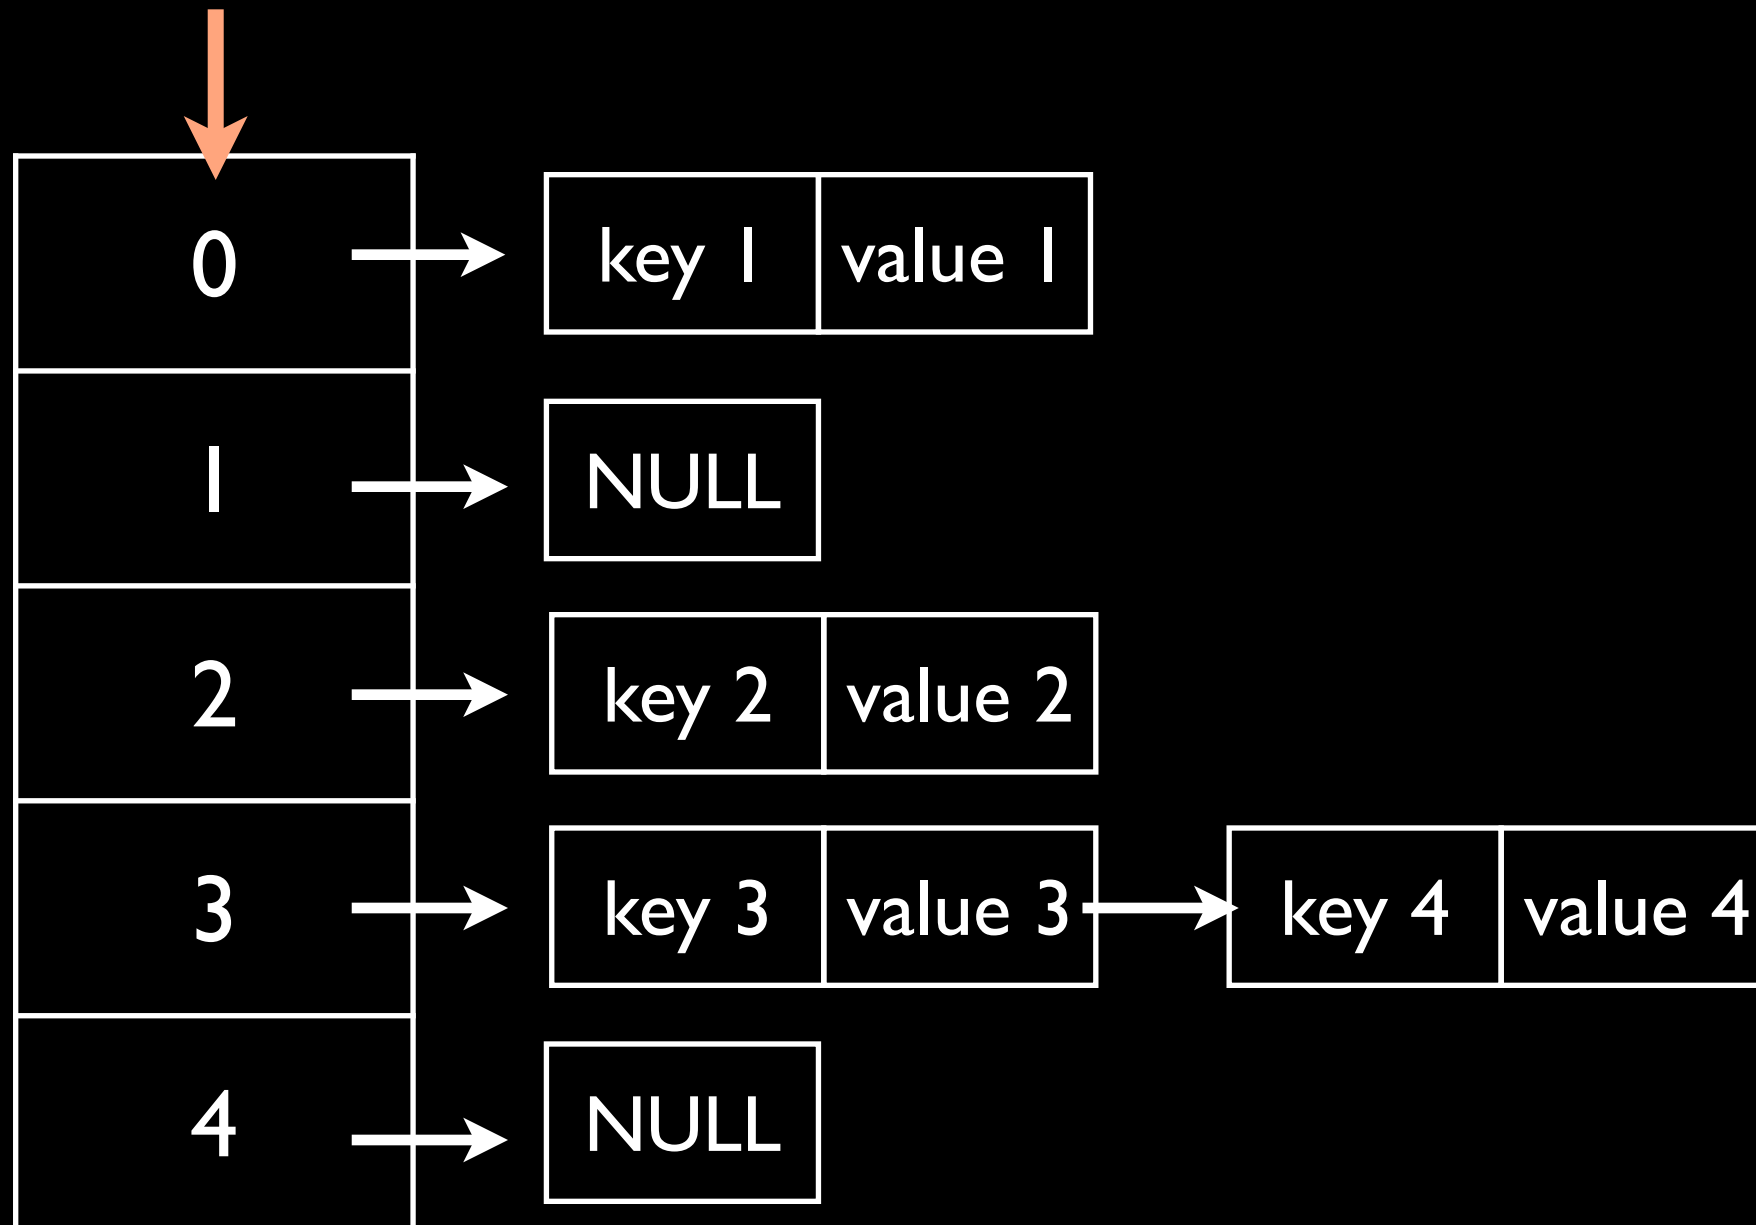 0 key 1 value 1
1 NULL
2 key 2 value 2
3 key 3 value 3 key 4 value 4
4 NULL